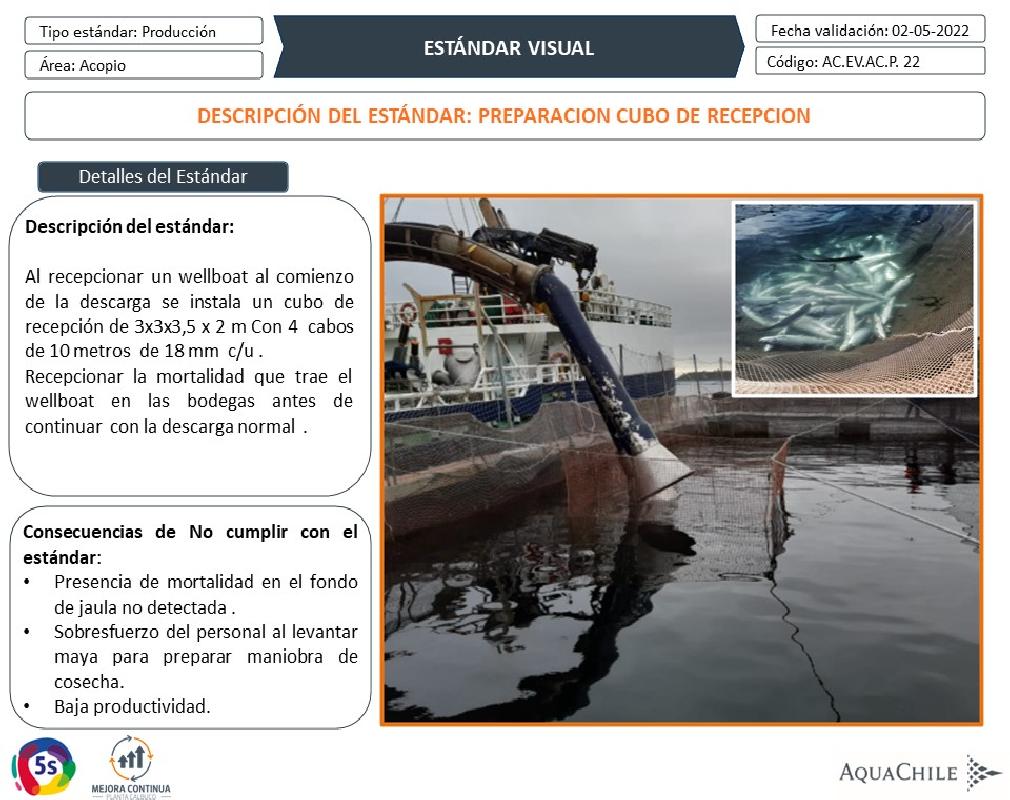 Tipo estándar: Producción
Área: Acopio
ESTÁNDAR VISUAL
Fecha validación: 02-05-2022
Código: AC.EV.AC.P. 22
DESCRIPCIÓN DEL ESTÁNDAR: PREPARACION CUBO DE RECEPCION
Detalles del Estándar
Descripción del estándar:
Al recepcionar un wellboat al comienzo
de la descarga se instala un cubo de
recepción de 3x3x3,5 x 2 m Con 4 cabos
de 10 metros de 18 mm c/u .
Recepcionar la mortalidad que trae el
wellboat en las bodegas antes de
continuar con la descarga normal .
Consecuencias de No cumplir con el
estándar:
• Presencia de mortalidad en el fondo
de jaula no detectada .
• Sobresfuerzo del personal al levantar
maya para preparar maniobra de
cosecha.
• Baja productividad.
5s
MEJORA CONTINUA
PLANTA CALBUCO
AQUACHILE